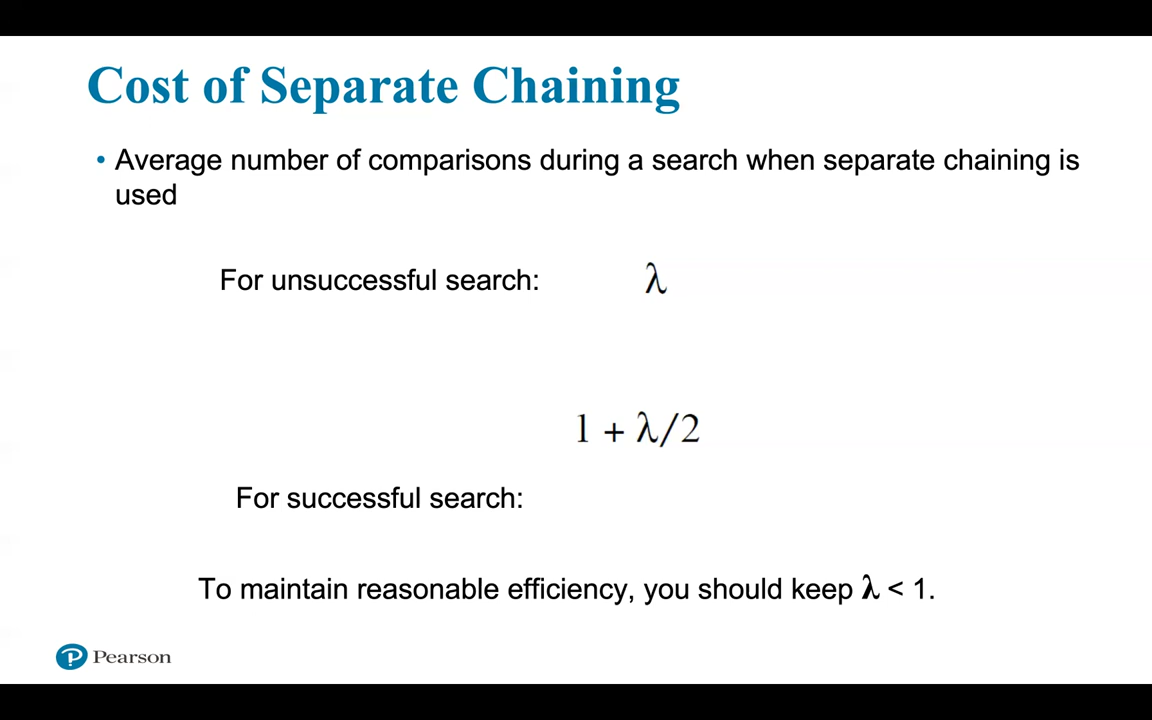 Cost of Separate Chaining
• Average number of comparisons during a search when separate chaining is
used
For unsuccessful search: λ
1 + λ/2
For successful search:
To maintain reasonable efficiency, you should keep λ < 1.
P Pearson